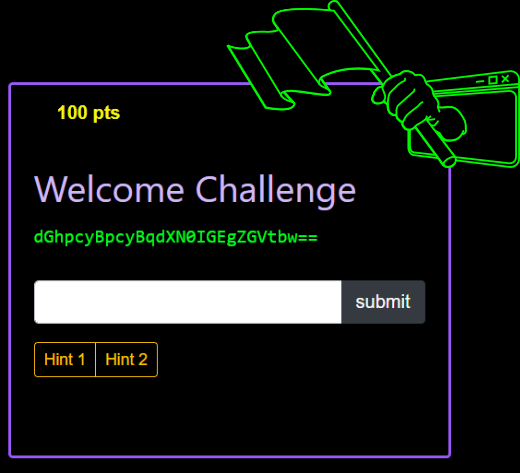 100 pts
Welcome Challenge
dGhpcyBpcyBqdXN0IGEgZGVtbw==
submit
Hint 1 Hint 2